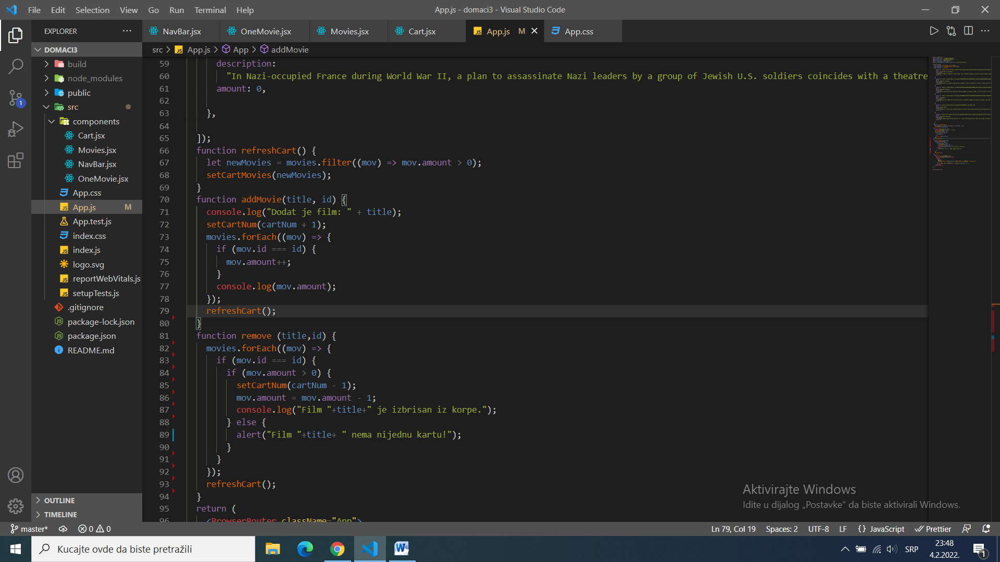 File Edit Selection View Go Run Terminal Help
App.js - domaci3 - Visual Studio Code
EXPLORER
NavBar.jsx
OneMovie.jsx
Movies.jsx
Cart.jsx
App.js M
App.css
src > App.js > App > addMovie
DOMACI3
build
node_modules
public
src
components
Cart.jsx
Movies.jsx
NavBar.jsx
OneMovie.jsx
App.css
App.js M
App.test.js
index.css
index.js
logo.svg
reportWebVitals.js
setupTests.js
.gitignore
package-lock.json
package.json
README.md
OUTLINE
TIMELINE
1
59 description:
60 "In Nazi-occupied France during World War II, a plan to assassinate Nazi leaders by a group of Jewish U.S. soldiers coincides with a theatre
61 amount: 0,
62
63 },
64
65 ]);
66 function refreshCart() {
67 let newMovies = movies.filter((mov) => mov.amount > 0);
68 setCartMovies(newMovies);
69 }
70 function addMovie(title, id) {
71 console.log("Dodat je film: " + title);
72 setCartNum(cartNum + 1);
73 movies.forEach((mov) => {
74 if (mov.id === id) {
75 mov.amount++;
76 }
77 console.log(mov.amount);
78 });
79 refreshCart();
80 }
81 function remove (title,id) {
82 movies.forEach((mov) => {
83 if (mov.id === id) {
84 if (mov.amount > 0) {
85 setCartNum(cartNum - 1);
86 mov.amount = mov.amount - 1;
87 console.log("Film "+title+" je izbrisan iz korpe.");
88 } else {
89 alert("Film "+title+ " nema nijednu kartu!");
90 }
91 }
92 });
93 refreshCart();
94 }
95 return (
96 <BrowserRouter className="App">
Aktivirajte Windows
Idite u dijalog „Postavke“ da biste aktivirali Windows.
master* 0 0
Ln 79, Col 19 Spaces: 2 UTF-8 LF {} JavaScript Prettier
Kucajte ovde da biste pretražili
SRP
23:48
4.2.2022.
1